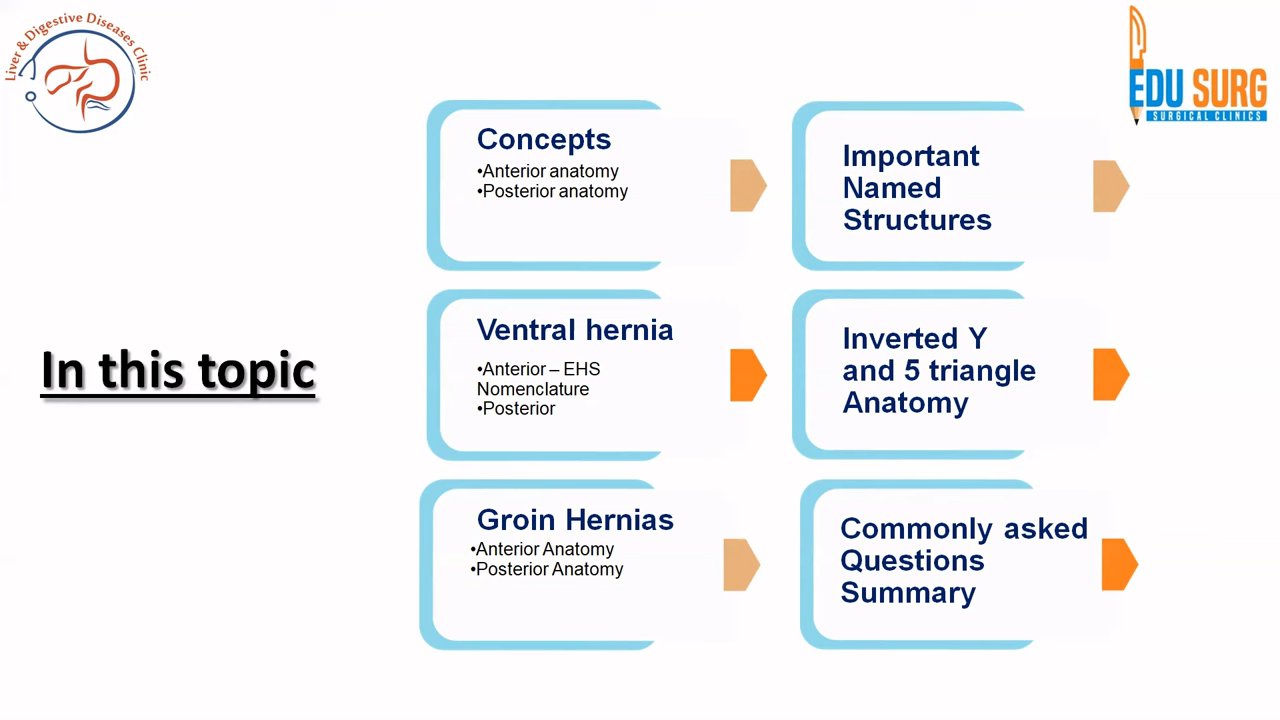 Liver & Digestive Diseases Clinic
EDU SURG
SURGICAL CLINICS
In this topic
Concepts
•Anterior anatomy
•Posterior anatomy
Important
Named
Structures
Ventral hernia
•Anterior – EHS
Nomenclature
•Posterior
Inverted Y
and 5 triangle
Anatomy
Groin Hernias
•Anterior Anatomy
•Posterior Anatomy
Commonly asked
Questions
Summary